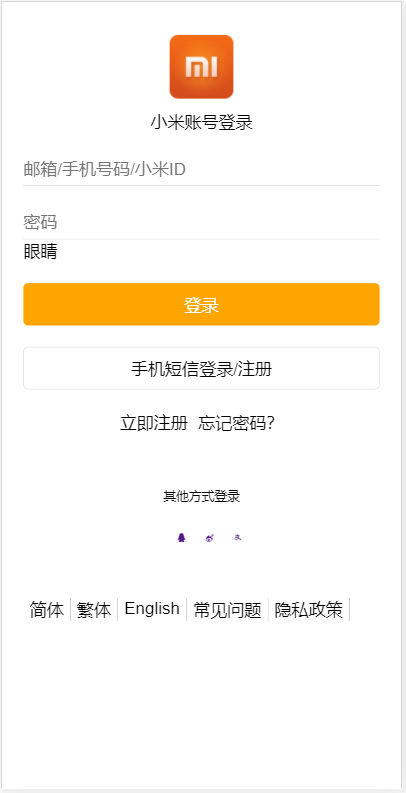 mi
小米账号登录
邮箱/手机号码/小米ID
密码
眼睛
登录
手机短信登录/注册
立即注册 忘记密码?
其他方式登录
简体 繁体 English 常见问题 隐私政策